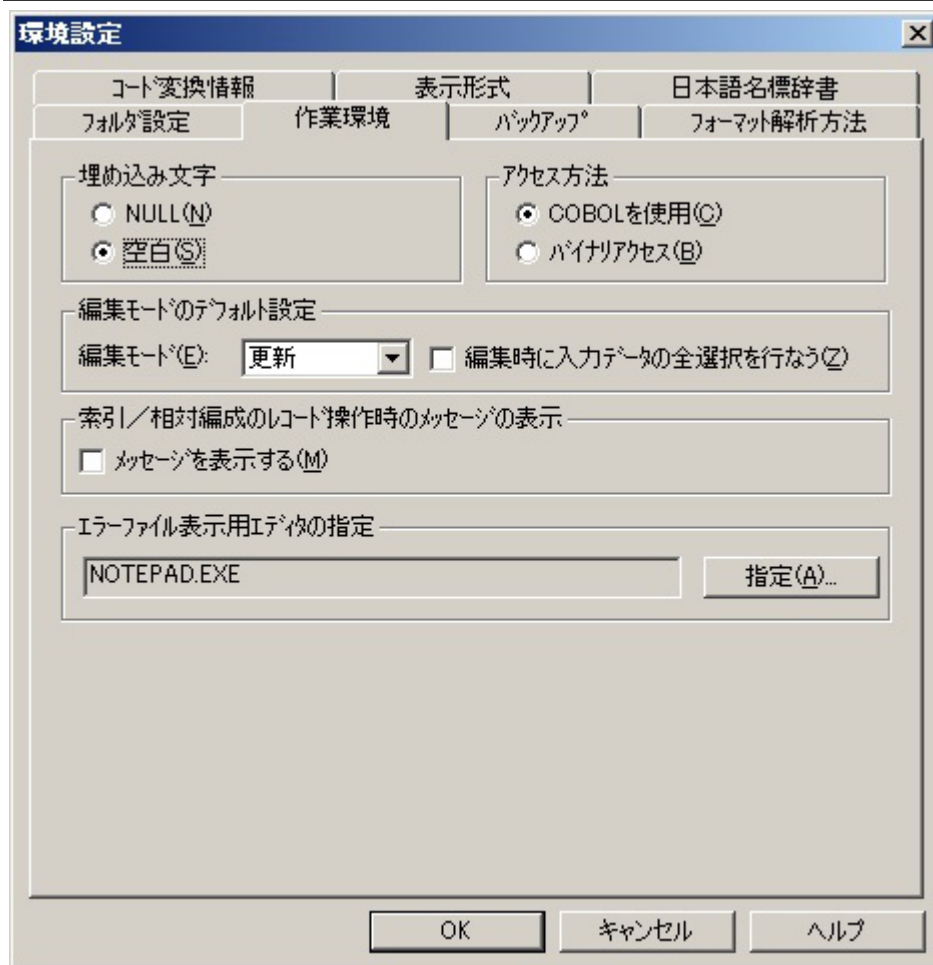 環境設定
コード変換情報 表示形式 日本語名標辞書
フォルダ設定 作業環境 バックアップ フォーマット解析方法
埋め込み文字 アクセス方法
NULL(N) COBOLを使用(C)
空白(S) バイナリアクセス(B)
編集モードのデフォルト設定
編集モード(E): 更新 編集時に入力データの全選択を行なう(Z)
索引/相対編成のレコード操作時のメッセージの表示
メッセージを表示する(M)
エラーファイル表示用エディタの指定
NOTEPAD.EXE 指定(A)...
OK キャンセル ヘルプ